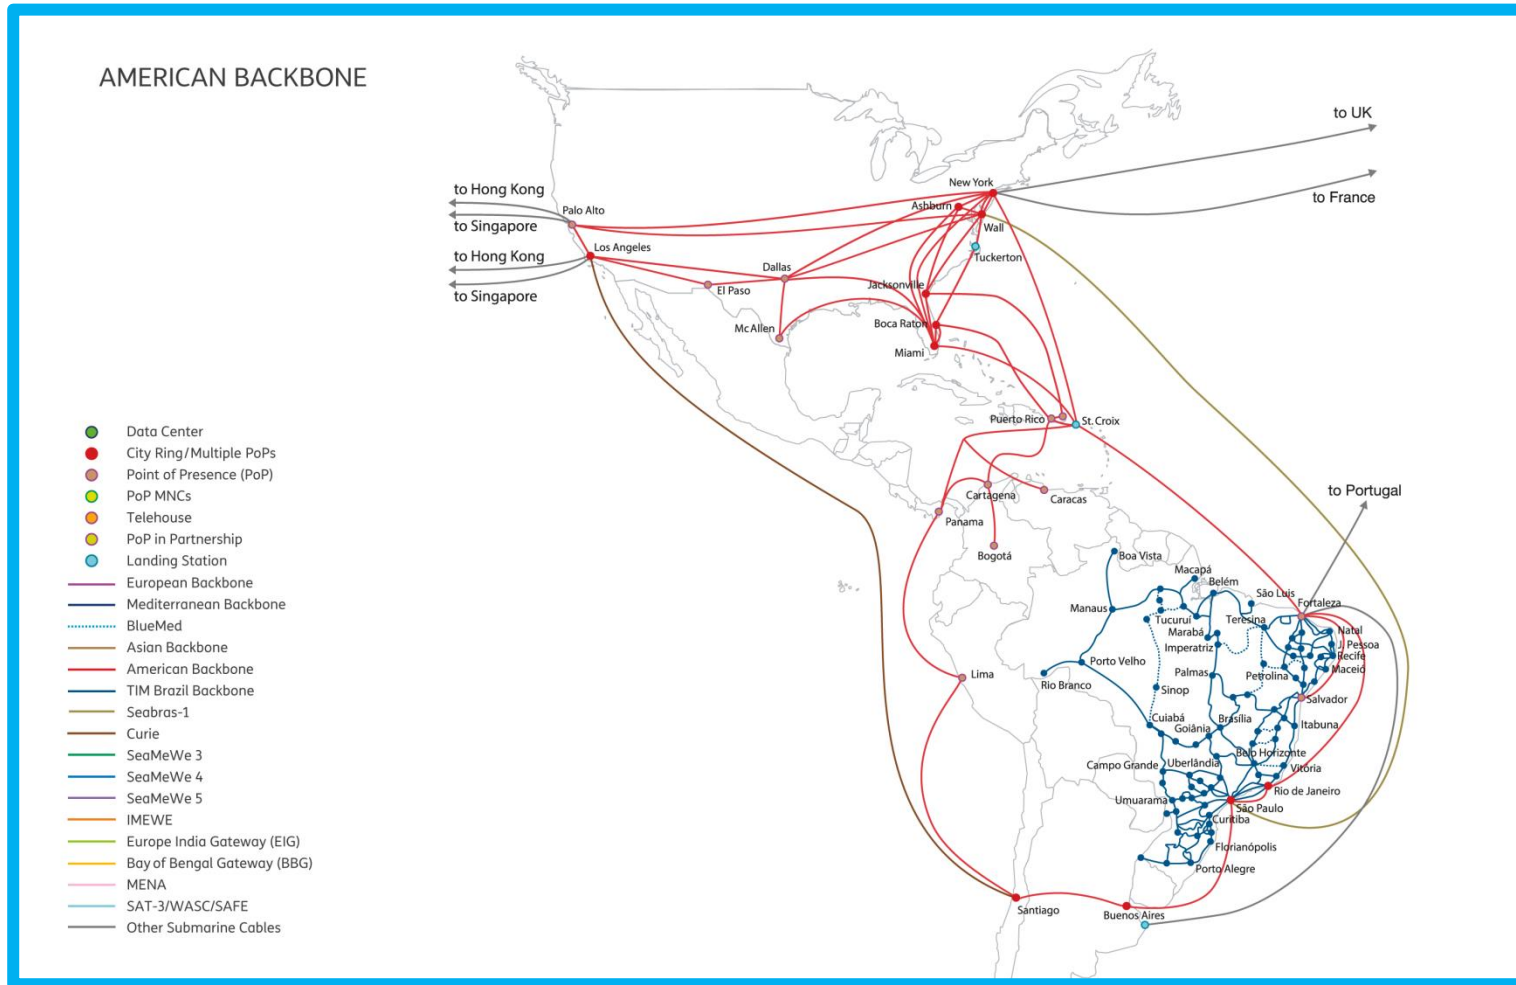 AMERICAN BACKBONE
to UK
to France
to Hong Kong
to Singapore
to Hong Kong
to Singapore
New York
Ashburn
Wall
Tuckerton
Palo Alto
Los Angeles
Dallas
El Paso
Mc Allen
Jacksonville
Boca Raton
Miami
Puerto Rico
St. Croix
Cartagena
Caracas
Panama
Bogotá
to Portugal
Boa Vista
Macapá
Belém
São Luis
Fortaleza
Manaus
Tucuruí
Teresina
Natal
Marabá
J. Pessoa
Imperatriz
Recife
Porto Velho
Palmas
Petrolina
Maceió
Lima
Rio Branco
Sinop
Salvador
Cuiabá
Goiânia
Brasília
Itabuna
Belo Horizonte
Campo Grande
Uberlândia
Vitória
Rio de Janeiro
Umuarama
São Paulo
Curitiba
Florianópolis
Porto Alegre
Santiago
Buenos Aires
Data Center
City Ring/Multiple PoPs
Point of Presence (PoP)
PoP MNCs
Telehouse
PoP in Partnership
Landing Station
European Backbone
Mediterranean Backbone
BlueMed
Asian Backbone
American Backbone
TIM Brazil Backbone
Seabras-1
Curie
SeaMeWe 3
SeaMeWe 4
SeaMeWe 5
IMEWE
Europe India Gateway (EIG)
Bay of Bengal Gateway (BBG)
MENA
SAT-3/WASC/SAFE
Other Submarine Cables